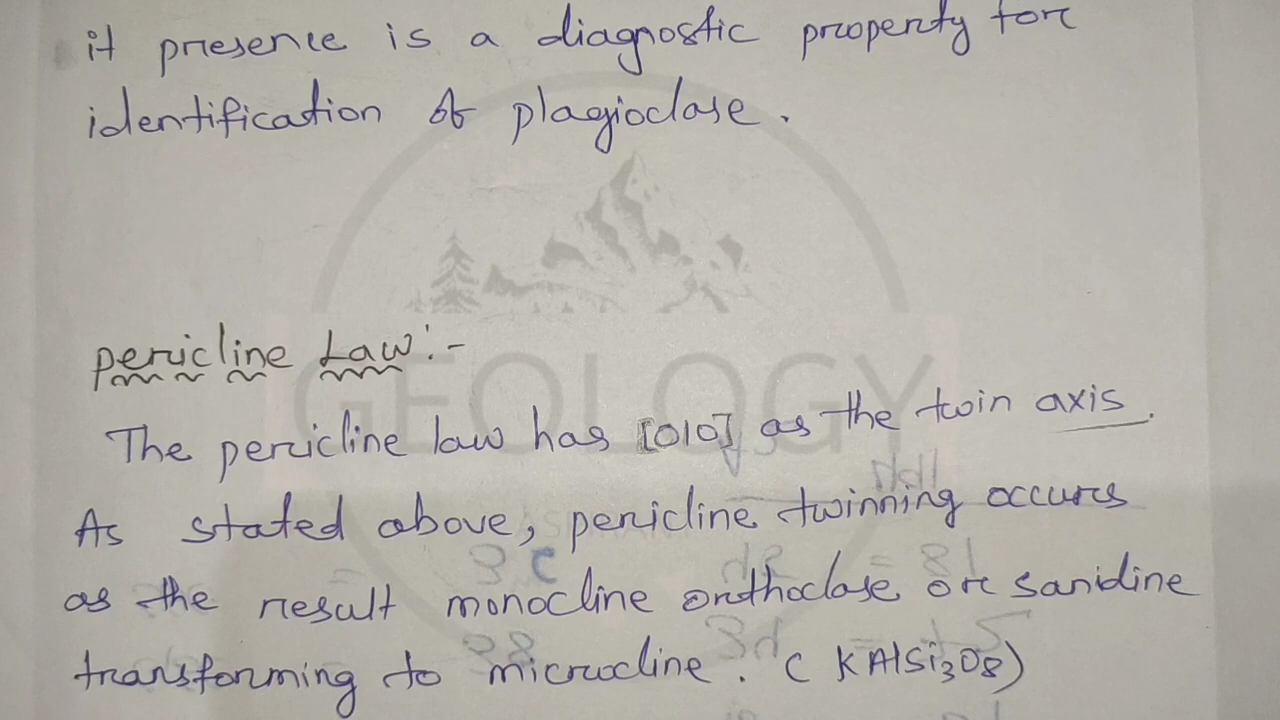 it presence is a diagnostic property for
identification of plagioclase.
pericline Law:-
GEOLOGY
The pericline law has [010] as the twin axis.
As stated above, pericline twinning occurs
as the result monocline orthoclase or sanidine
transforming to microcline. (KAlSi3O8)